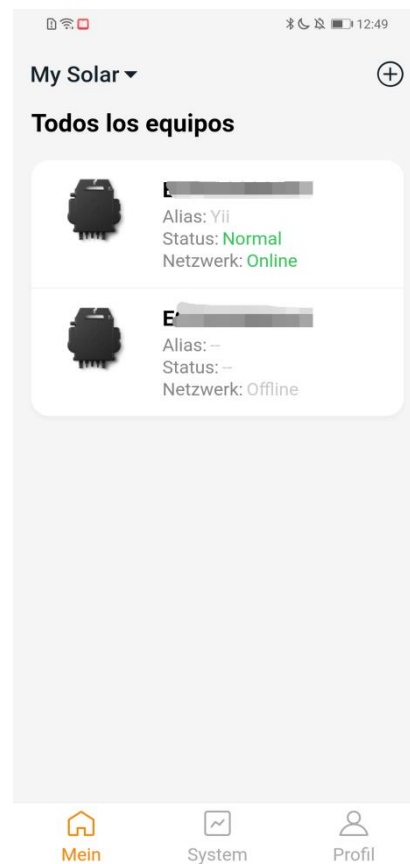 12:49
My Solar
Todos los equipos
Alias: Yii
Status: Normal
Netzwerk: Online
Alias: --
Status: --
Netzwerk: Offline
Mein
System
Profil